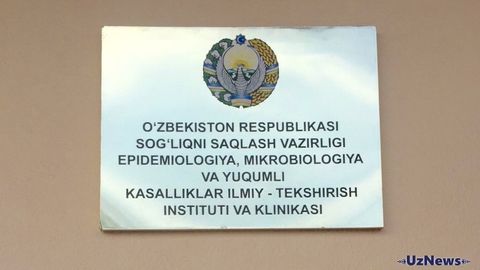 O‘ZBEKISTON RESPUBLIKASI
SOG‘LIQNI SAQLASH VAZIRLIGI
EPIDEMIOLOGIYA, MIKROBIOLOGIYA
VA YUQUMLI
KASALLIKLAR ILMIY - TEKSHIRISH
INSTITUTI VA KLINIKASI
UzNews